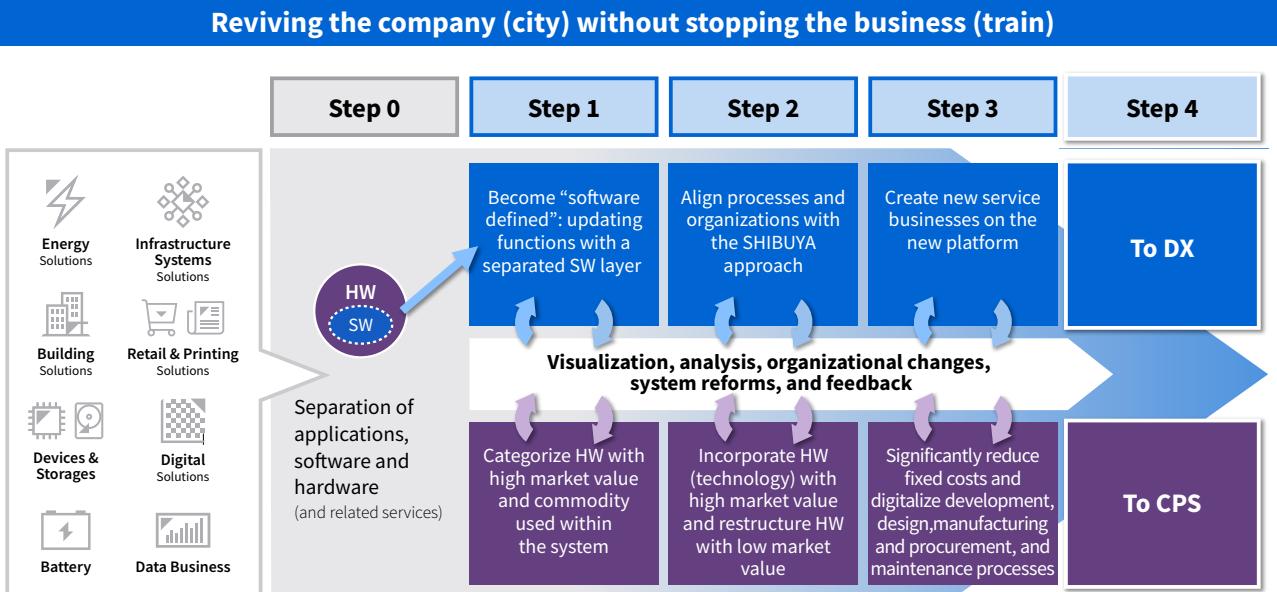 Reviving the company (city) without stopping the business (train)
Step 0
Step 1
Step 2
Step 3
Step 4
Energy
Solutions
Infrastructure
Systems
Solutions
Building
Solutions
Retail & Printing
Solutions
Devices &
Storages
Digital
Solutions
Battery
Data Business
HW
SW
Separation of
applications,
software and
hardware
(and related services)
Become “software
defined”: updating
functions with a
separated SW layer
Align processes and
organizations with
the SHIBUYA
approach
Create new service
businesses on the
new platform
To DX
Visualization, analysis, organizational changes,
system reforms, and feedback
Categorize HW with
high market value
and commodity
used within
the system
Incorporate HW
(technology) with
high market value
and restructure HW
with low market
value
Significantly reduce
fixed costs and
digitalize development,
design,manufacturing
and procurement, and
maintenance processes
To CPS